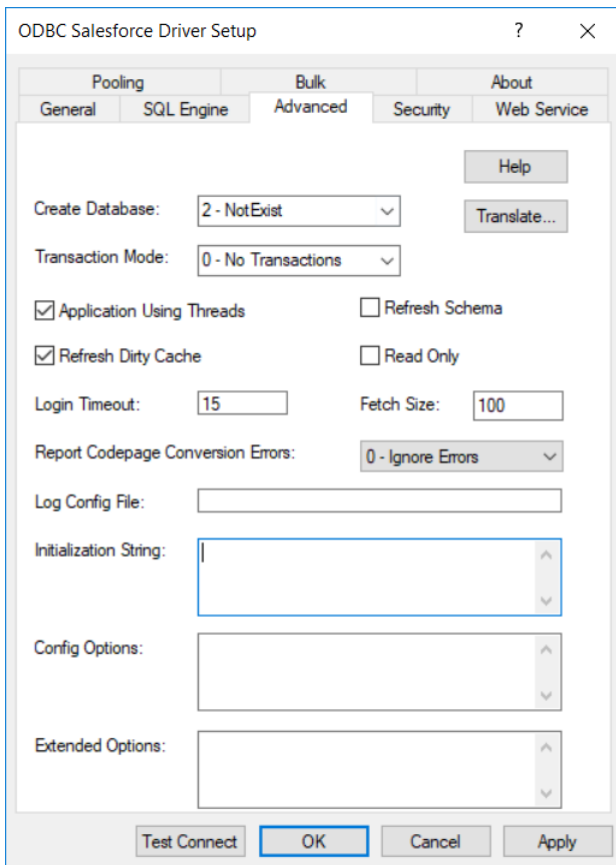 ODBC Salesforce Driver Setup ?
Pooling Bulk About
General SQL Engine Advanced Security Web Service
Help
Create Database: 2 - NotExist
Translate...
Transaction Mode: 0 - No Transactions
Application Using Threads Refresh Schema
Refresh Dirty Cache Read Only
Login Timeout: 15 Fetch Size: 100
Report Codepage Conversion Errors: 0 - Ignore Errors
Log Config File:
Initialization String:
Config Options:
Extended Options:
Test Connect OK Cancel Apply